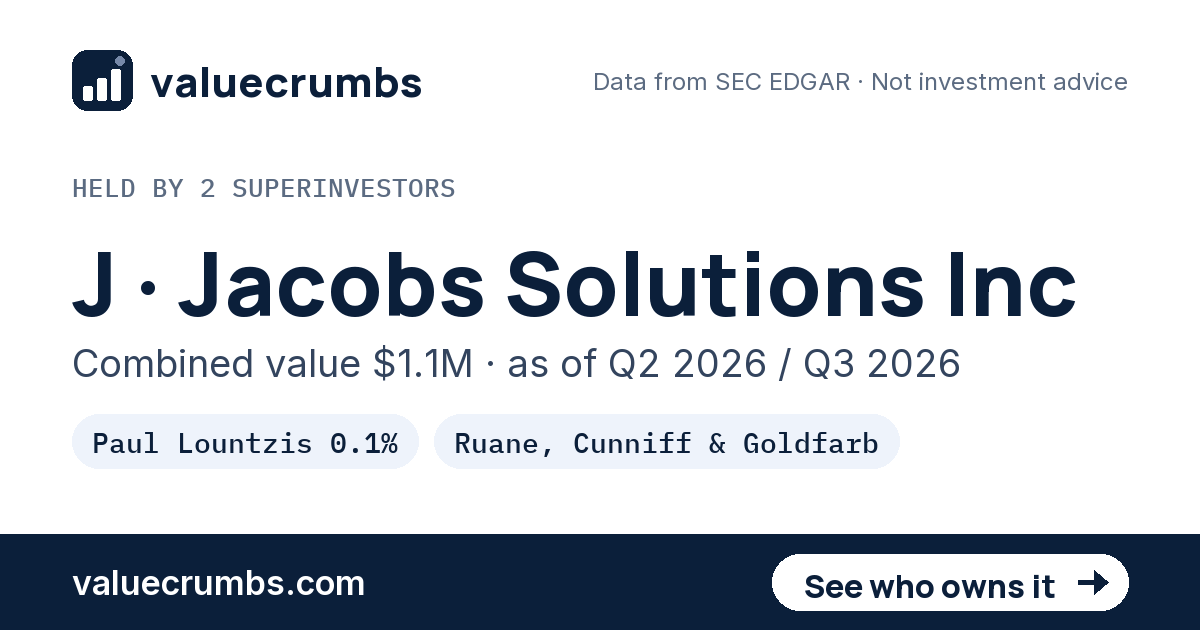 valuecrumbs
Data from SEC EDGAR · Not investment advice
HELD BY 2 SUPERINVESTORS
J · Jacobs Solutions Inc
Combined value $1.1M · as of Q2 2026 / Q3 2026
Paul Lountzis 0.1%
Ruane, Cunniff & Goldfarb
valuecrumbs.com
See who owns it →